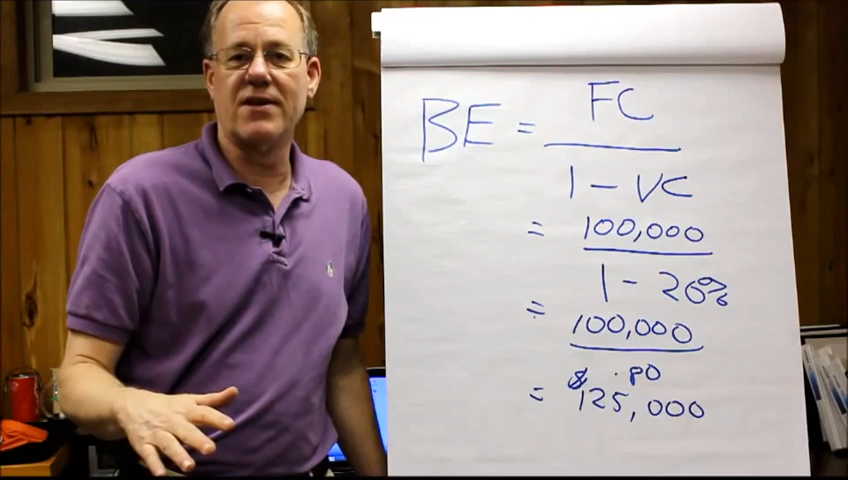 BE = FC
1 - VC
= 100,000
1 - 20%
= 100,000
.80
= $125,000